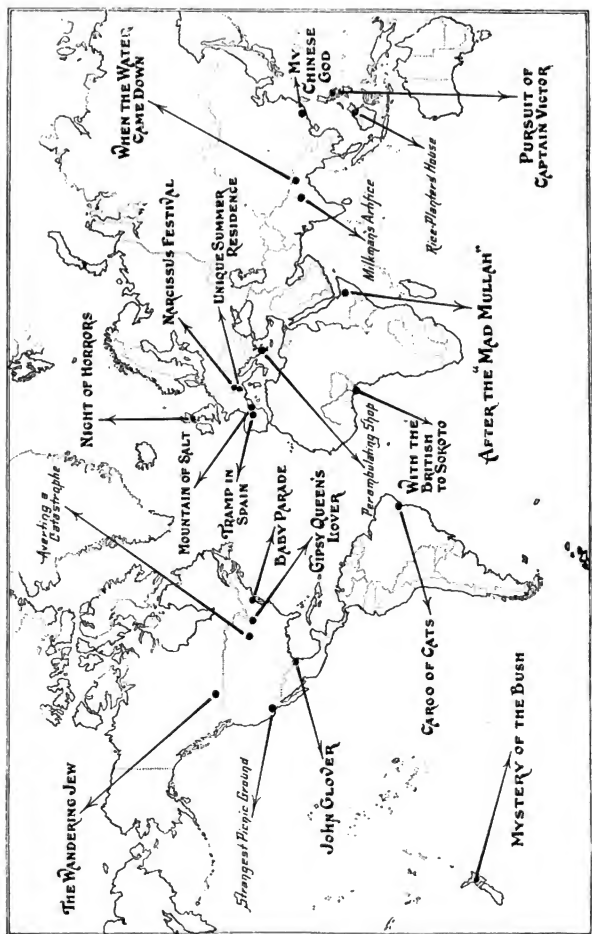 THE WANDERING JEW
Averting a
Catastrophe
NIGHT OF HORRORS
WHEN THE WATER
CAME DOWN
NARCISSUS FESTIVAL
MOUNTAIN OF SALT
UNIQUE SUMMER
RESIDENCE
TRAMP IN
SPAIN
Strangest Picnic Ground
BABY PARADE
GIPSY QUEEN'S
LOVER
MY
CHINESE
GOD
JOHN GLOVER
Perambulating Shop
Milkman's Artifice
Rice-Planter's House
CARGO OF CATS
WITH THE
BRITISH
TO SOKOTO
AFTER THE "MAD MULLAH"
PURSUIT OF
CAPTAIN VICTOR
MYSTERY OF THE BUSH